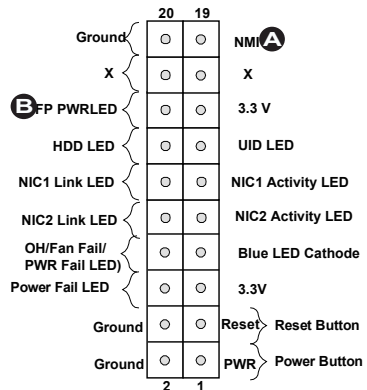 20 19
Ground NMI A
X X
B FP PWRLED 3.3 V
HDD LED UID LED
NIC1 Link LED NIC1 Activity LED
NIC2 Link LED NIC2 Activity LED
OH/Fan Fail/
PWR Fail LED) Blue LED Cathode
Power Fail LED 3.3V
Ground Reset Reset Button
Ground PWR Power Button
2 1